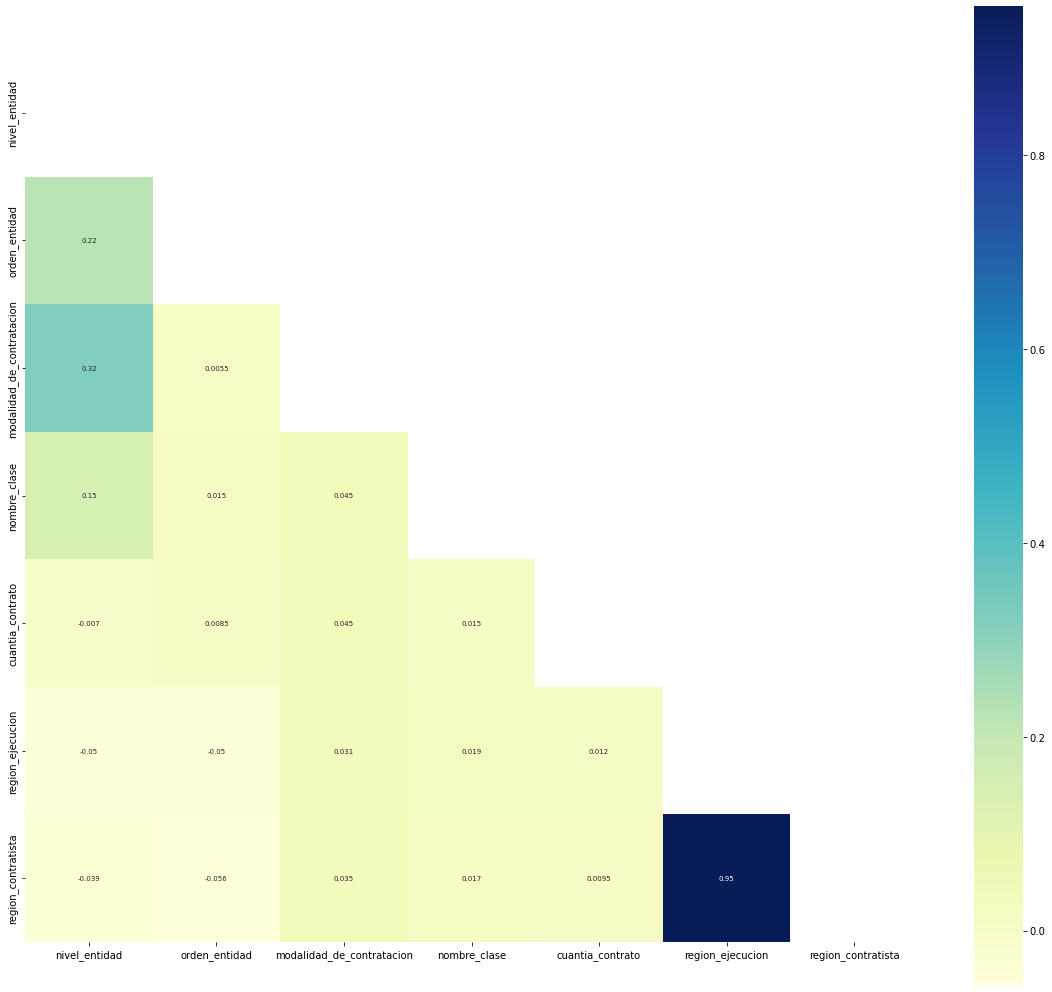 nivel_entidad
orden_entidad
0.22
modalidad_de_contratacion
0.32 0.0055
nombre_clase
0.15 0.015 0.045
cuantia_contrato
-0.007 0.0085 0.045 0.015
region_ejecucion
-0.05 -0.05 0.031 0.019 0.012
region_contratista
-0.039 -0.056 0.035 0.017 0.0095 0.95
nivel_entidad orden_entidad modalidad_de_contratacion nombre_clase cuantia_contrato region_ejecucion region_contratista
0.8
0.6
0.4
0.2
0.0